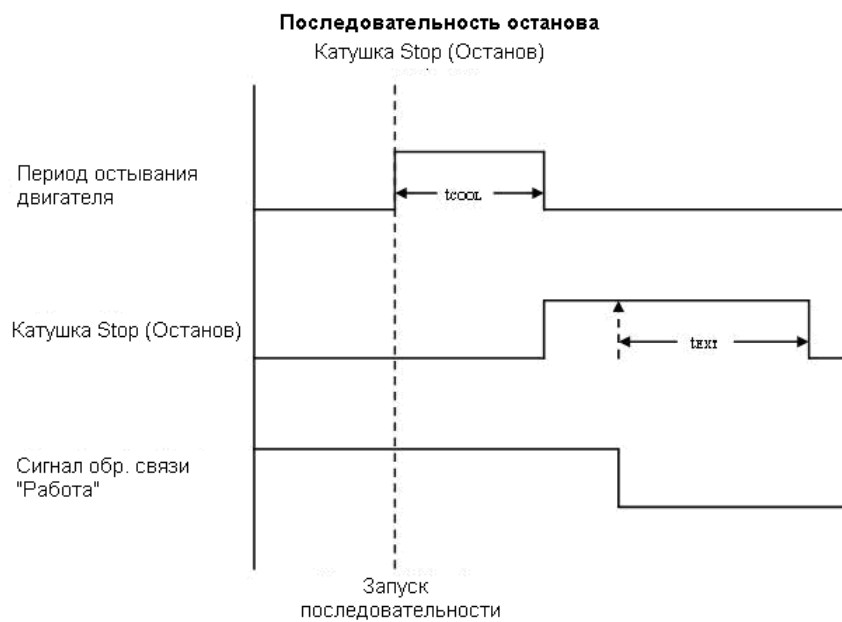 Последовательность останова
Катушка Stop (Останов)
Период остывания
двигателя
tCOOL
Катушка Stop (Останов)
tEXT
Сигнал обр. связи
"Работа"
Запуск
последовательности